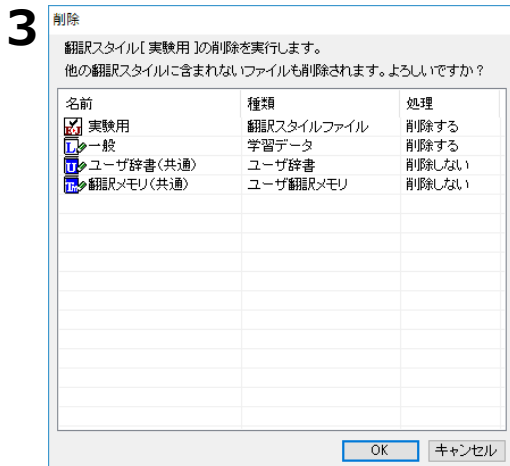 3
削除
翻訳スタイル[ 実験用 ]の削除を実行します。
他の翻訳スタイルに含まれないファイルも削除されます。よろしいですか？
名前 種類 処理
実験用 翻訳スタイルファイル 削除する
一般 学習データ 削除する
ユーザ辞書(共通) ユーザ辞書 削除しない
翻訳メモリ(共通) ユーザ翻訳メモリ 削除しない
OK キャンセル